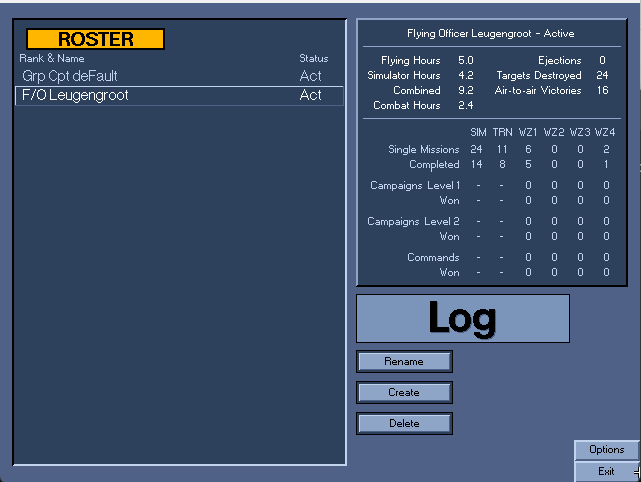 ROSTER
Rank & Name Status
Grp Cpt deFault Act
F/O Leugengroot Act
Flying Officer Leugengroot - Active
Flying Hours 5.0 Ejections 0
Simulator Hours 4.2 Targets Destroyed 24
Combined 9.2 Air-to-air Victories 16
Combat Hours 2.4
SIM TRN WZ1 WZ2 WZ3 WZ4
Single Missions 24 11 6 0 0 2
Completed 14 8 5 0 0 1
Campaigns Level 1 - - 0 0 0 0
Won - - 0 0 0 0
Campaigns Level 2 - - 0 0 0 0
Won - - 0 0 0 0
Commands - - 0 0 0 0
Won - - 0 0 0 0
Log
Rename
Create
Delete
Options
Exit